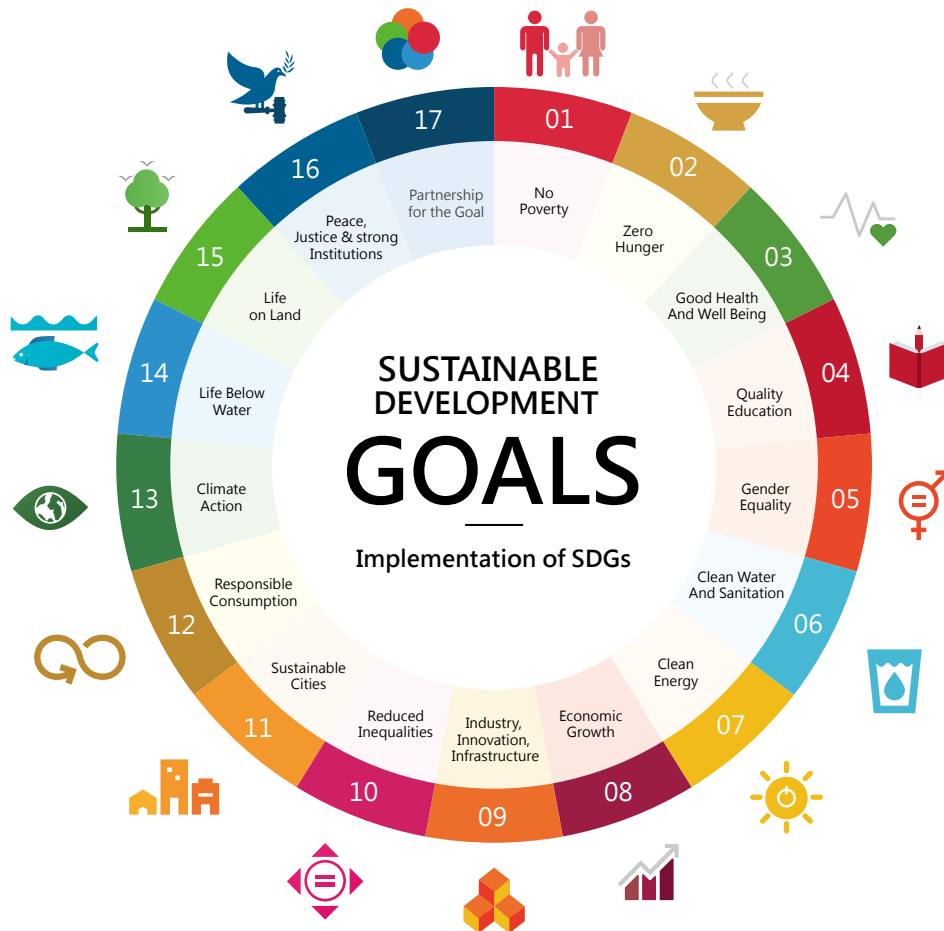 SUSTAINABLE
DEVELOPMENT
GOALS
Implementation of SDGs
01
No
Poverty
02
Zero
Hunger
03
Good Health
And Well Being
04
Quality
Education
05
Gender
Equality
06
Clean Water
And Sanitation
07
Clean
Energy
08
Economic
Growth
09
Industry,
Innovation,
Infrastructure
10
Reduced
Inequalities
11
Sustainable
Cities
12
Responsible
Consumption
13
Climate
Action
14
Life Below
Water
15
Life
on Land
16
Peace,
Justice & strong
Institutions
17
Partnership
for the Goal